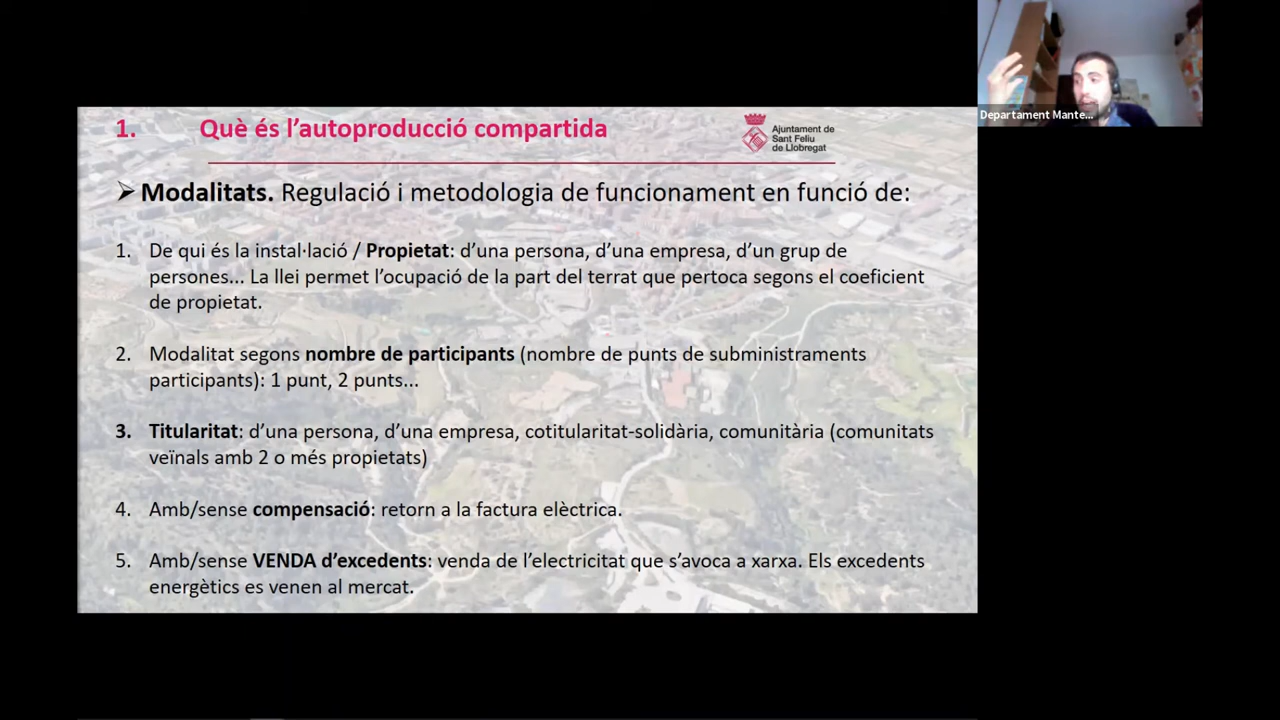 1. Què és l’autoproducció compartida
Ajuntament de
Sant Feliu
de Llobregat
Departament Mante...
➢ Modalitats. Regulació i metodologia de funcionament en funció de:
1. De qui és la instal·lació / Propietat: d’una persona, d’una empresa, d’un grup de
persones... La llei permet l’ocupació de la part del terrat que pertoca segons el coeficient
de propietat.
2. Modalitat segons nombre de participants (nombre de punts de subministraments
participants): 1 punt, 2 punts...
3. Titularitat: d’una persona, d’una empresa, cotitularitat-solidària, comunitària (comunitats
veïnals amb 2 o més propietats)
4. Amb/sense compensació: retorn a la factura elèctrica.
5. Amb/sense VENDA d’excedents: venda de l’electricitat que s’avoca a xarxa. Els excedents
energètics es venen al mercat.